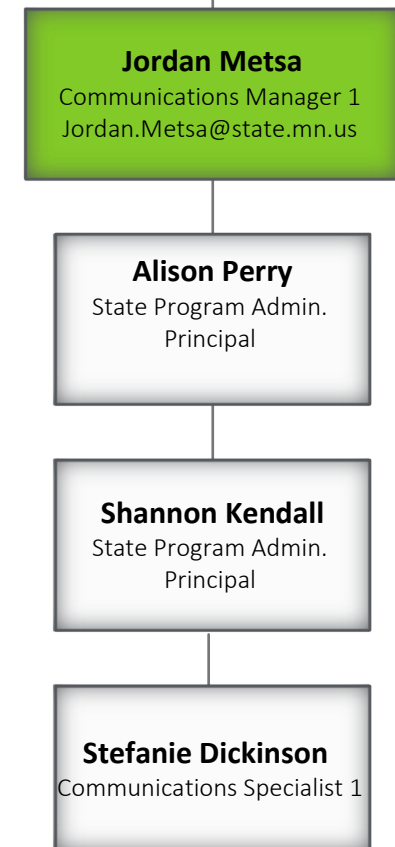 Jordan Metsa
Communications Manager 1
Jordan.Metsa@state.mn.us
Alison Perry
State Program Admin.
Principal
Shannon Kendall
State Program Admin.
Principal
Stefanie Dickinson
Communications Specialist 1